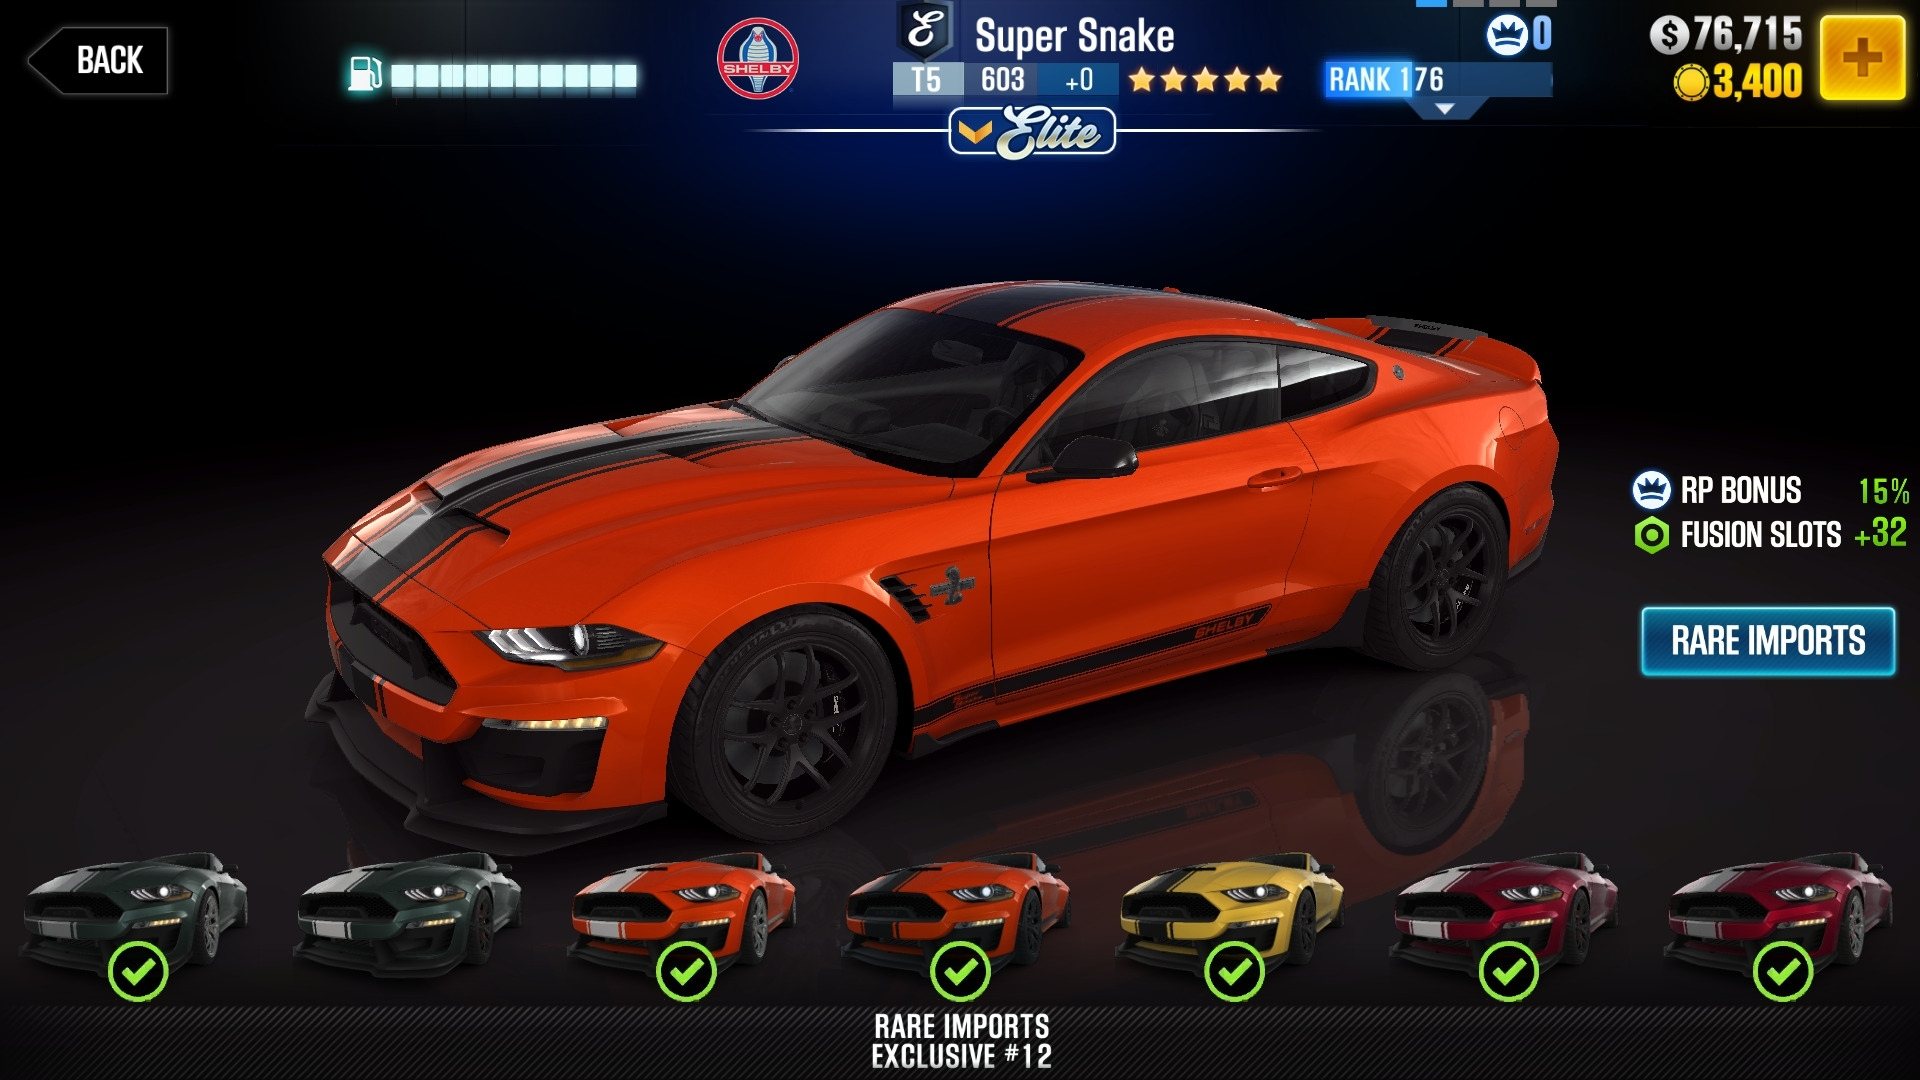 BACK
SHELBY
Super Snake
T5 603 +0
Elite
RANK 176
0
$76,715
3,400
SHELBY
RP BONUS 15%
FUSION SLOTS +32
RARE IMPORTS
RARE IMPORTS
EXCLUSIVE #12